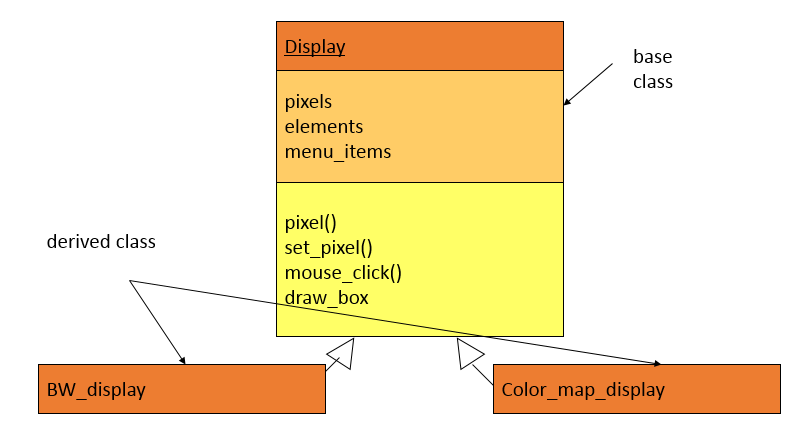 Display
base
class
pixels
elements
menu_items
pixel()
set_pixel()
mouse_click()
draw_box
derived class
BW_display
Color_map_display